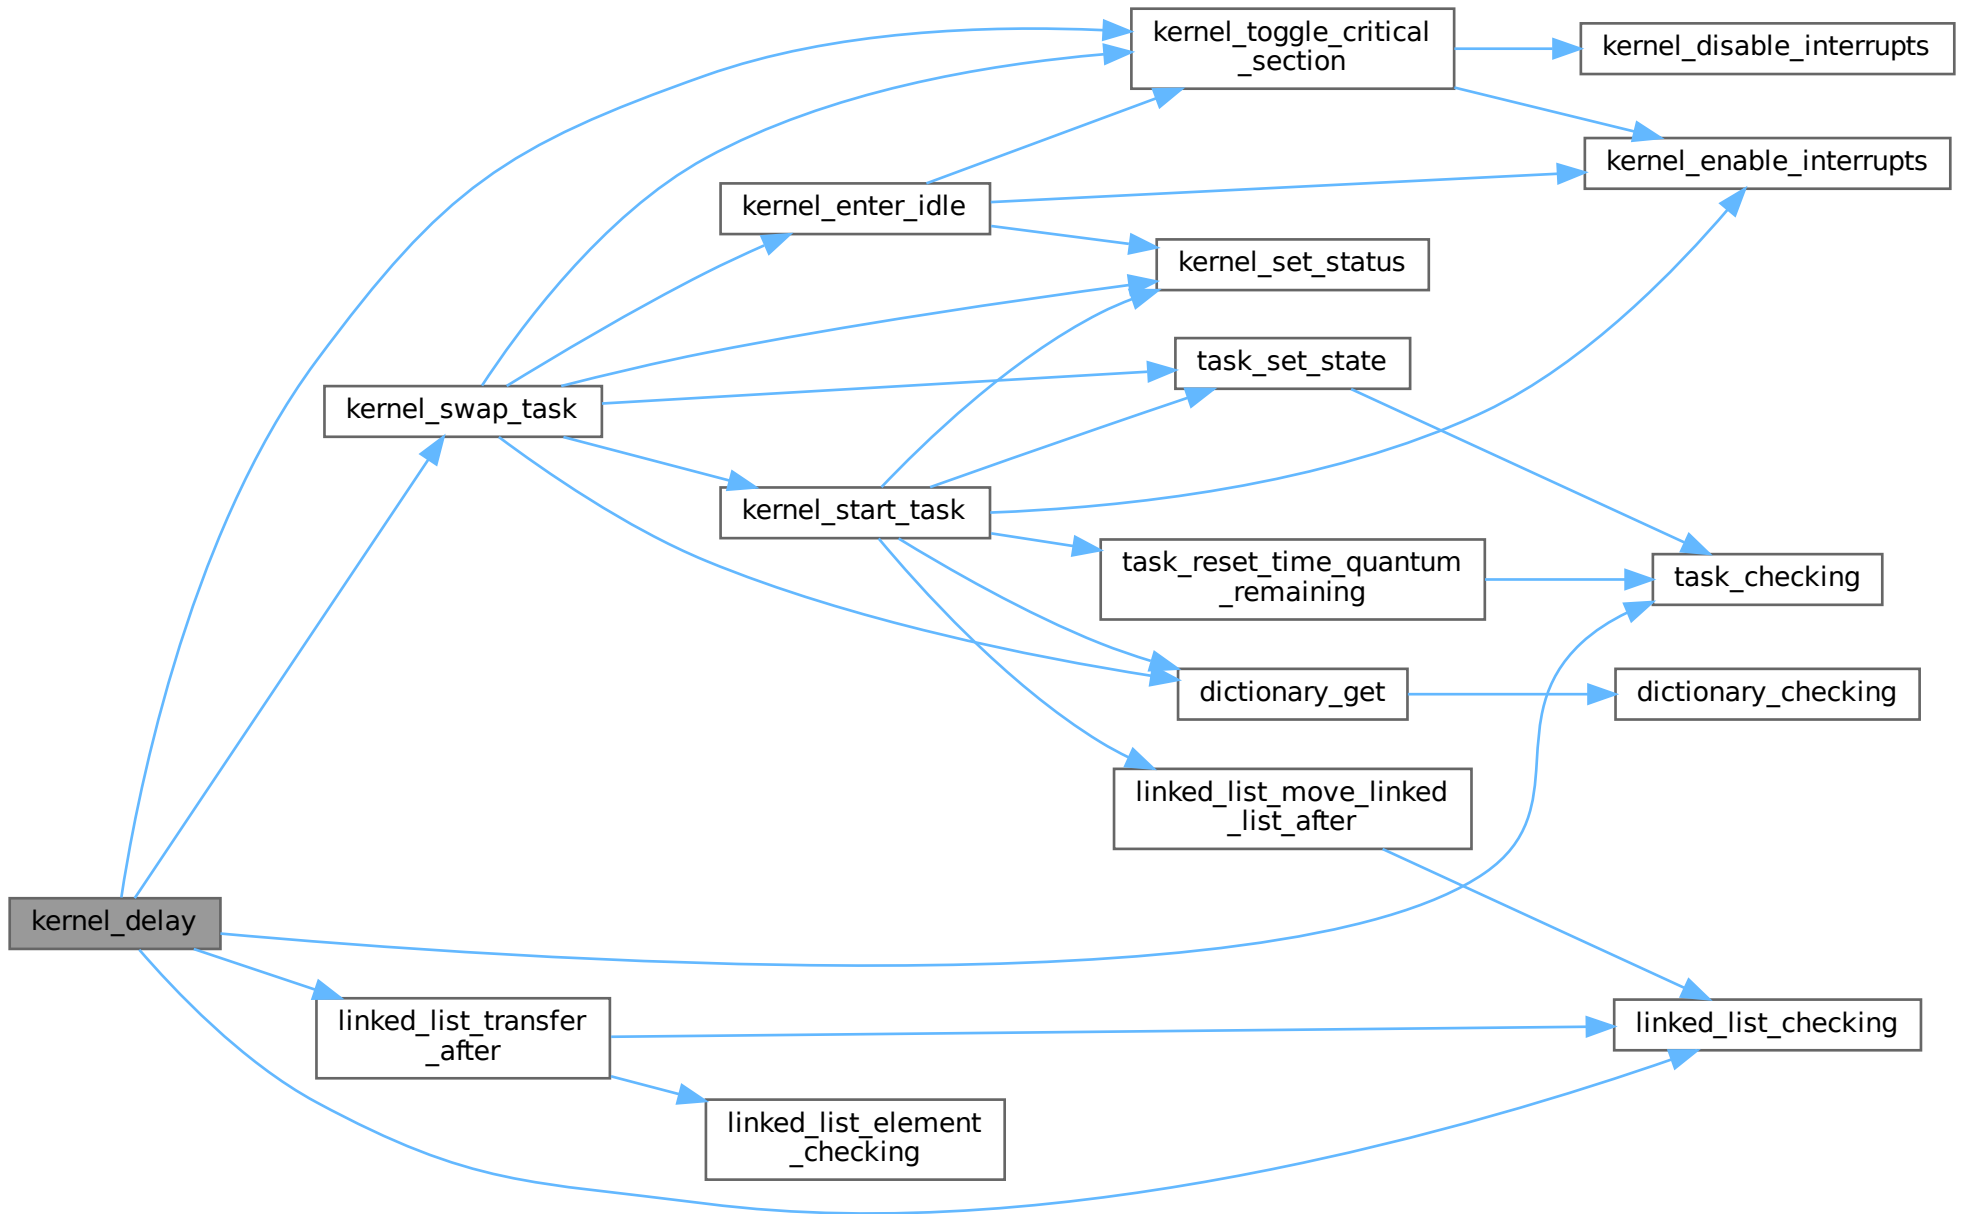 kernel_toggle_critical
_section
kernel_disable_interrupts
kernel_enable_interrupts
kernel_enter_idle
kernel_set_status
task_set_state
kernel_swap_task
kernel_start_task
task_reset_time_quantum
_remaining
task_checking
dictionary_get
dictionary_checking
linked_list_move_linked
_list_after
kernel_delay
linked_list_transfer
_after
linked_list_checking
linked_list_element
_checking